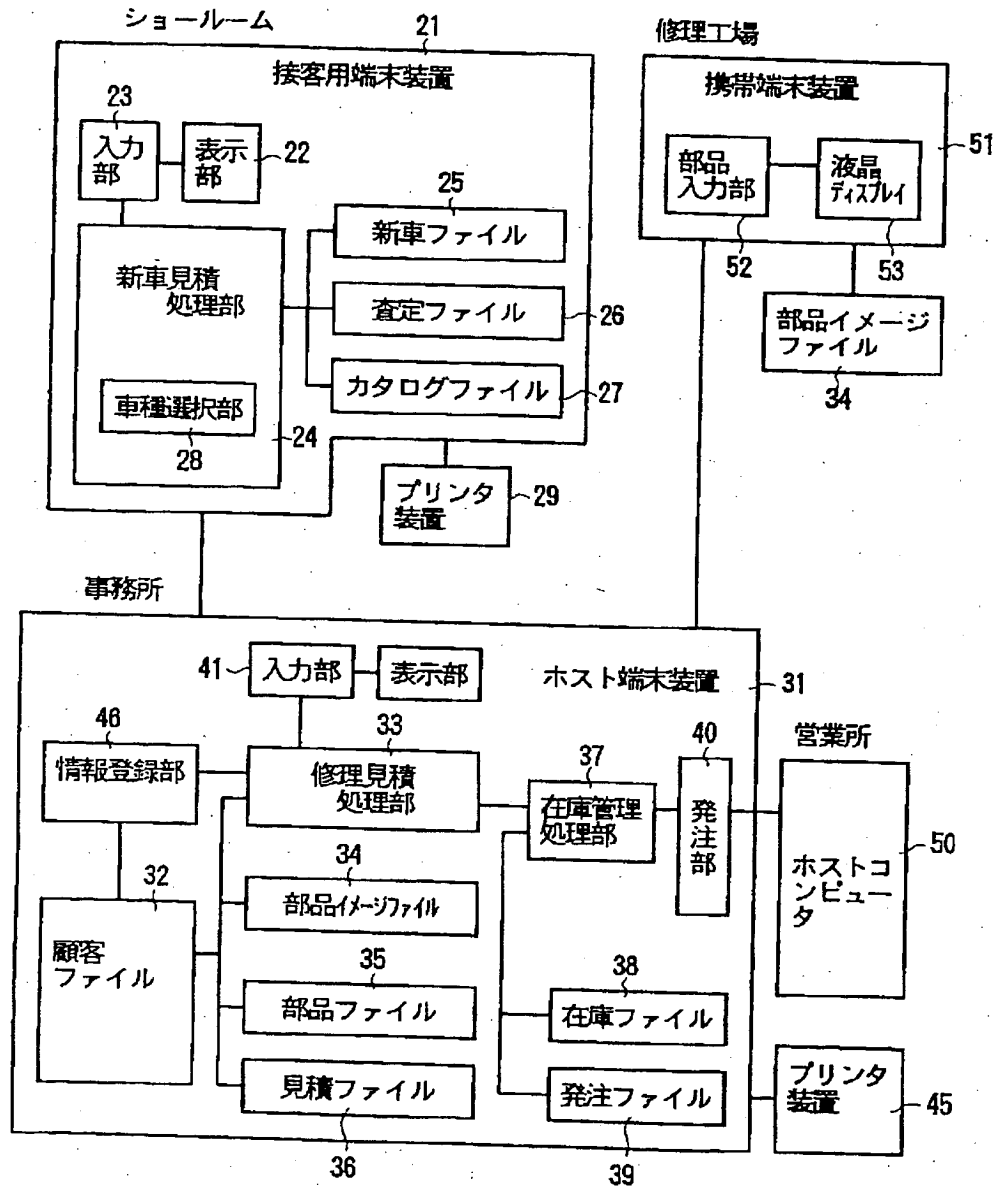 ショールーム
21
接客用端末装置
23
入力
部
表示
部
22
25
新車ファイル
新車見積
処理部
査定ファイル
26
カタログファイル
27
車種選択部
28
24
プリンタ
装置
29
修理工場
携帯端末装置
51
部品
入力部
液晶
ディスプレイ
52
53
部品イメージ
ファイル
34
事務所
41
入力部
表示部
ホスト端末装置
31
46
情報登録部
33
修理見積
処理部
37
在庫管理
処理部
40
発
注
部
営業所
ホストコ
ンピュー
タ
50
32
顧客
ファイル
34
部品イメージファイル
35
部品ファイル
見積ファイル
36
38
在庫ファイル
発注ファイル
39
プリンタ
装置
45